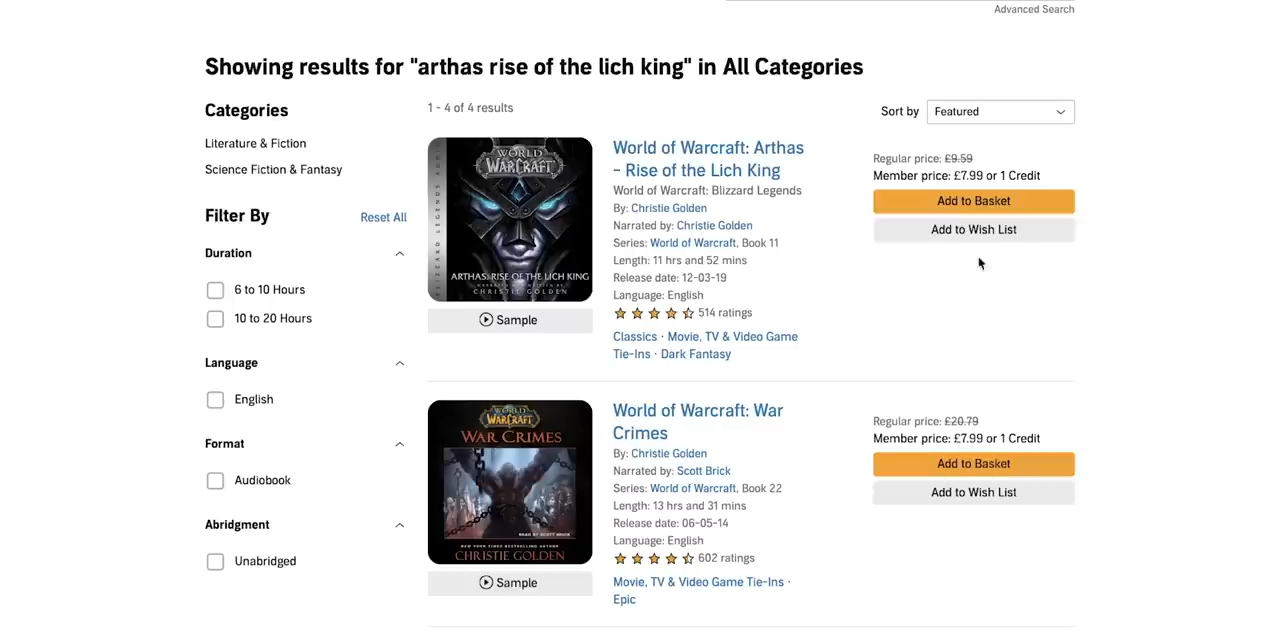 Advanced Search
Showing results for "arthas rise of the lich king" in All Categories
Categories
Literature & Fiction
Science Fiction & Fantasy
Filter By
Reset All
Duration
6 to 10 Hours
10 to 20 Hours
Language
English
Format
Audiobook
Abridgment
Unabridged
1 - 4 of 4 results
Sort by
Featured
WORLD
WARCRAFT
ARTHAS: RISE OF THE LICH KING
CHRISTIE GOLDEN
Sample
World of Warcraft: Arthas
- Rise of the Lich King
World of Warcraft: Blizzard Legends
By: Christie Golden
Narrated by: Christie Golden
Series: World of Warcraft, Book 11
Length: 11 hrs and 52 mins
Release date: 12-03-19
Language: English
514 ratings
Classics · Movie, TV & Video Game
Tie-Ins · Dark Fantasy
Regular price: £9.59
Member price: £7.99 or 1 Credit
Add to Basket
Add to Wish List
WORLD
WARCRAFT
WAR CRIMES
READ BY SCOTT BRICK
NEW YORK TIMES BESTSELLING AUTHOR
CHRISTIE GOLDEN
Sample
World of Warcraft: War
Crimes
By: Christie Golden
Narrated by: Scott Brick
Series: World of Warcraft, Book 22
Length: 13 hrs and 31 mins
Release date: 06-05-14
Language: English
602 ratings
Movie, TV & Video Game Tie-Ins ·
Epic
Regular price: £20.79
Member price: £7.99 or 1 Credit
Add to Basket
Add to Wish List